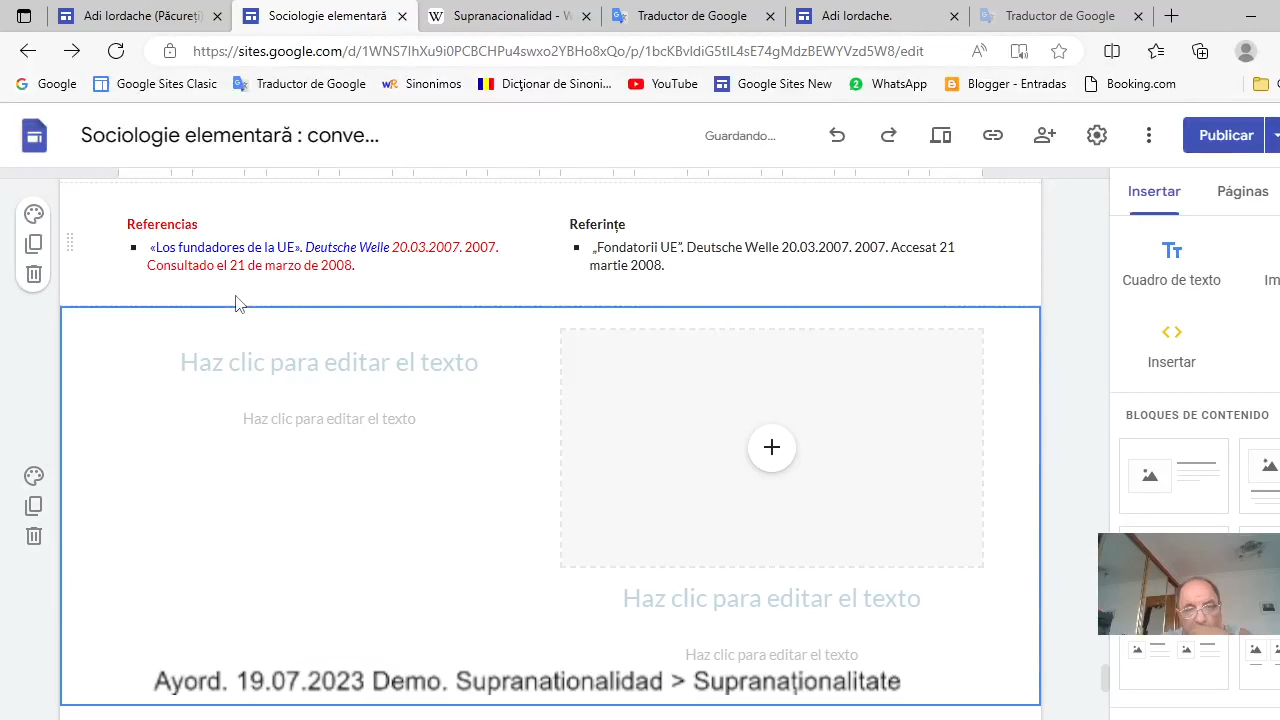 Adi Iordache (Păcureți)
Sociologie elementară
Supranacionalidad - W
Traductor de Google
Adi Iordache.
Traductor de Google
https://sites.google.com/d/1WNS7IhXu9i0PCBCHPu4swxo2YBHo8xQo/p/1bcKBvldiG5tIL4sE74gMdzBEWYVzd5W8/edit
Google
Google Sites Clasic
Traductor de Google
Sinonimos
Dicţionar de Sinoni...
YouTube
Google Sites New
WhatsApp
Blogger - Entradas
Booking.com
Sociologie elementară : conve...
Guardando...
Publicar
Insertar
Páginas
Referencias
▪ «Los fundadores de la UE». Deutsche Welle 20.03.2007. 2007.
Consultado el 21 de marzo de 2008.
Referințe
▪ „Fondatorii UE”. Deutsche Welle 20.03.2007. 2007. Accesat 21
martie 2008.
Tt
Cuadro de texto
Insertar
BLOQUES DE CONTENIDO
Haz clic para editar el texto
Haz clic para editar el texto
Haz clic para editar el texto
Haz clic para editar el texto
Ayord. 19.07.2023 Demo. Supranationalidad > Supranaționalitate